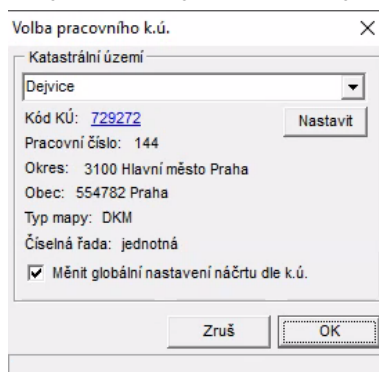 Volba pracovního k.ú.
Katastrální území
Dejvice
Kód KÚ: 729272
Nastavit
Pracovní číslo: 144
Okres: 3100 Hlavní město Praha
Obec: 554782 Praha
Typ mapy: DKM
Číselná řada: jednotná
Měnit globální nastavení náčrtu dle k.ú.
Zruš OK